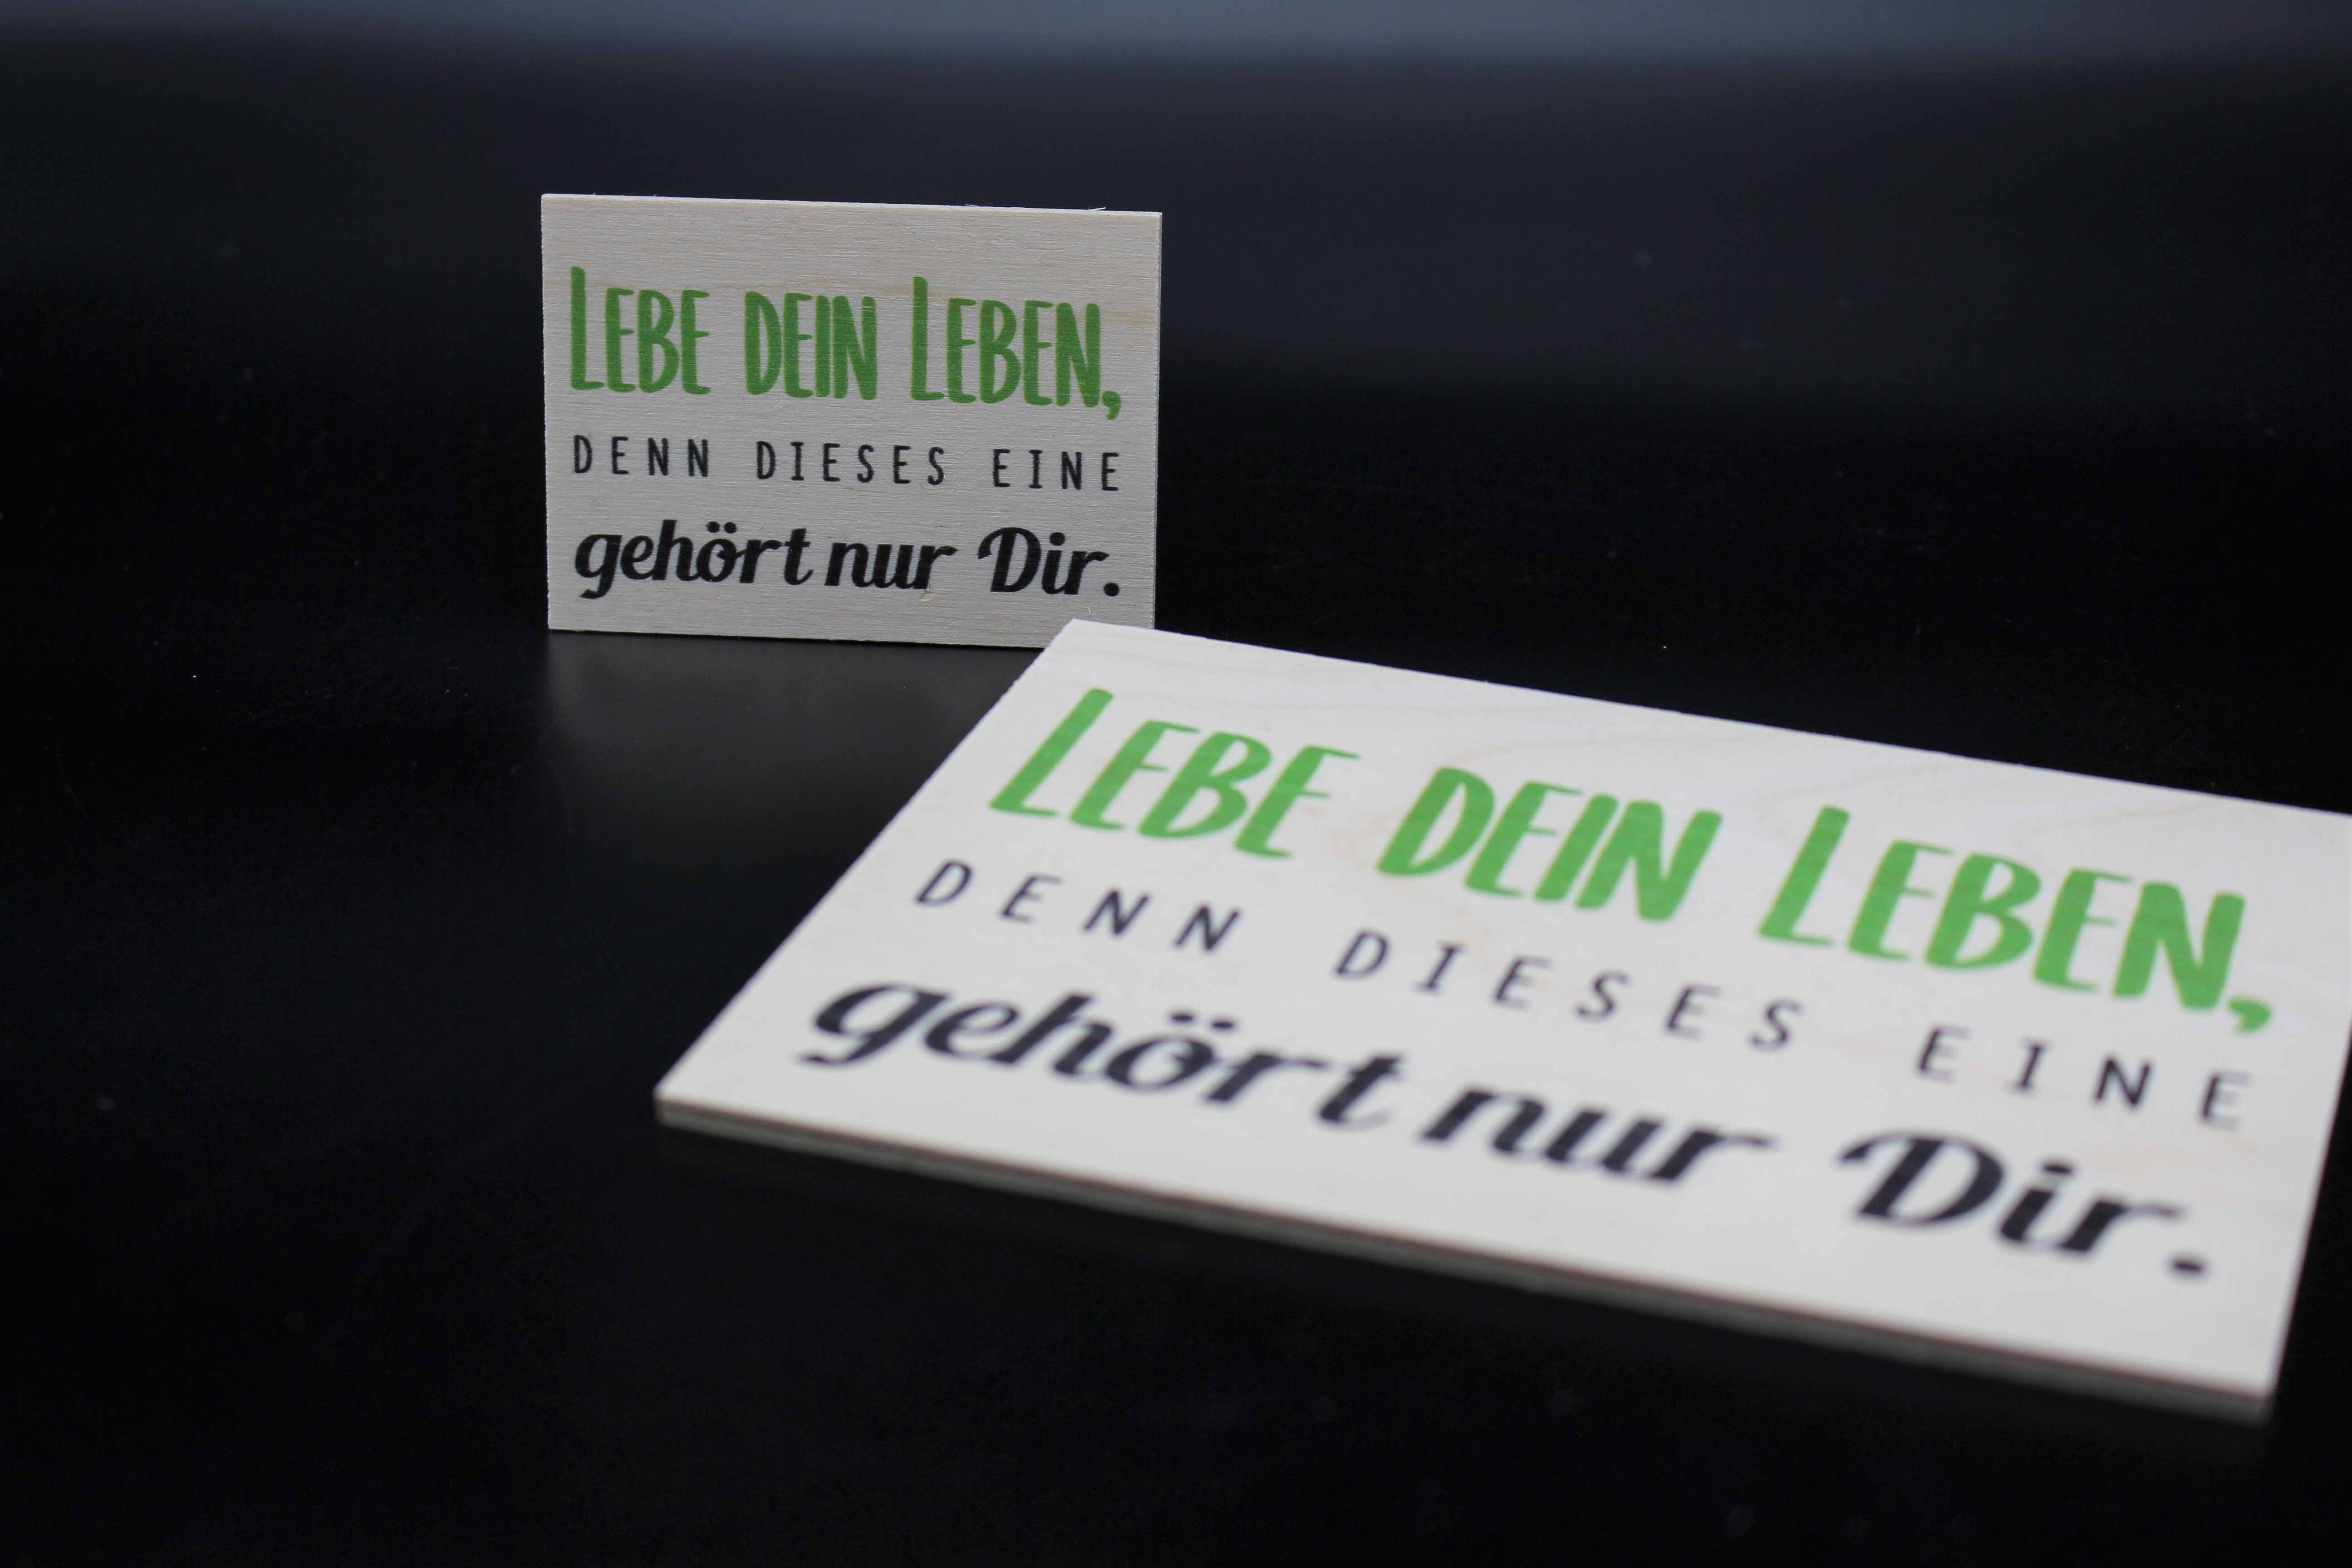 LEBE DEIN LEBEN,
DENN DIESES EINE
gehört nur Dir.
LEBE DEIN LEBEN,
DENN DIESES EINE
gehört nur Dir.